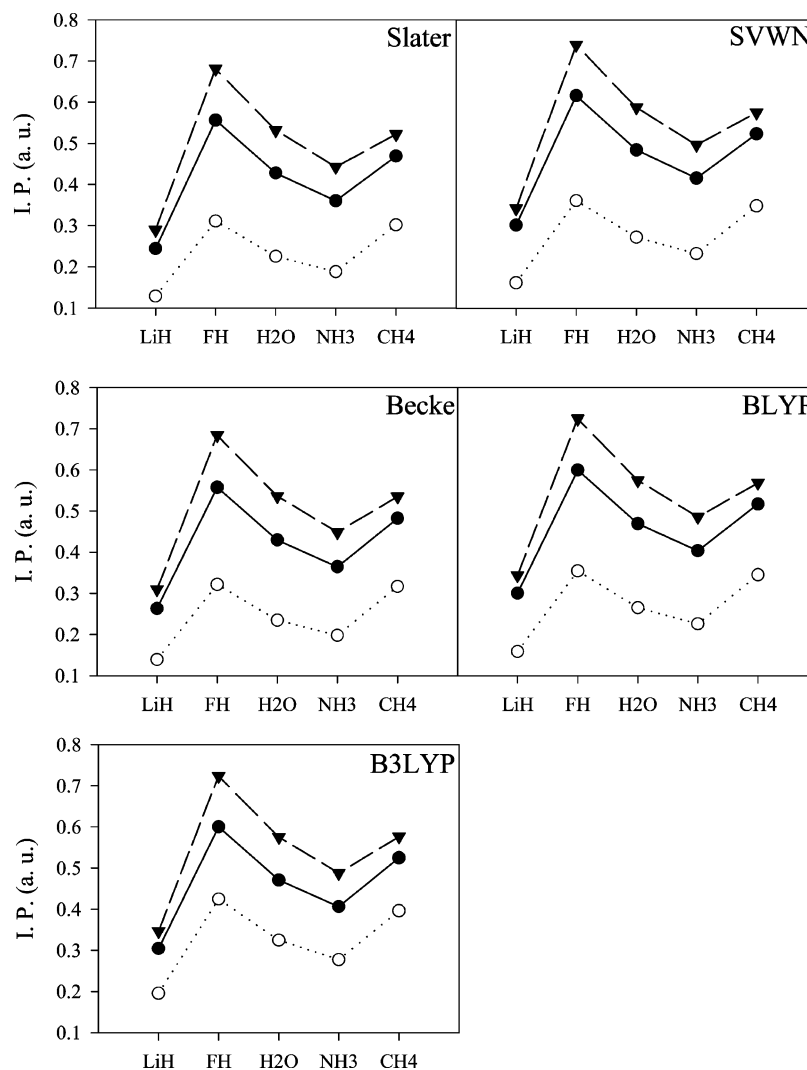 Slater
SVWN
I. P. (a. u.)
0.8
0.7
0.6
0.5
0.4
0.3
0.2
0.1
LiH FH H2O NH3 CH4
LiH FH H2O NH3 CH4
Becke
BLYP
I. P. (a. u.)
0.8
0.7
0.6
0.5
0.4
0.3
0.2
0.1
LiH FH H2O NH3 CH4
LiH FH H2O NH3 CH4
B3LYP
I. P. (a. u.)
0.8
0.7
0.6
0.5
0.4
0.3
0.2
0.1
LiH FH H2O NH3 CH4